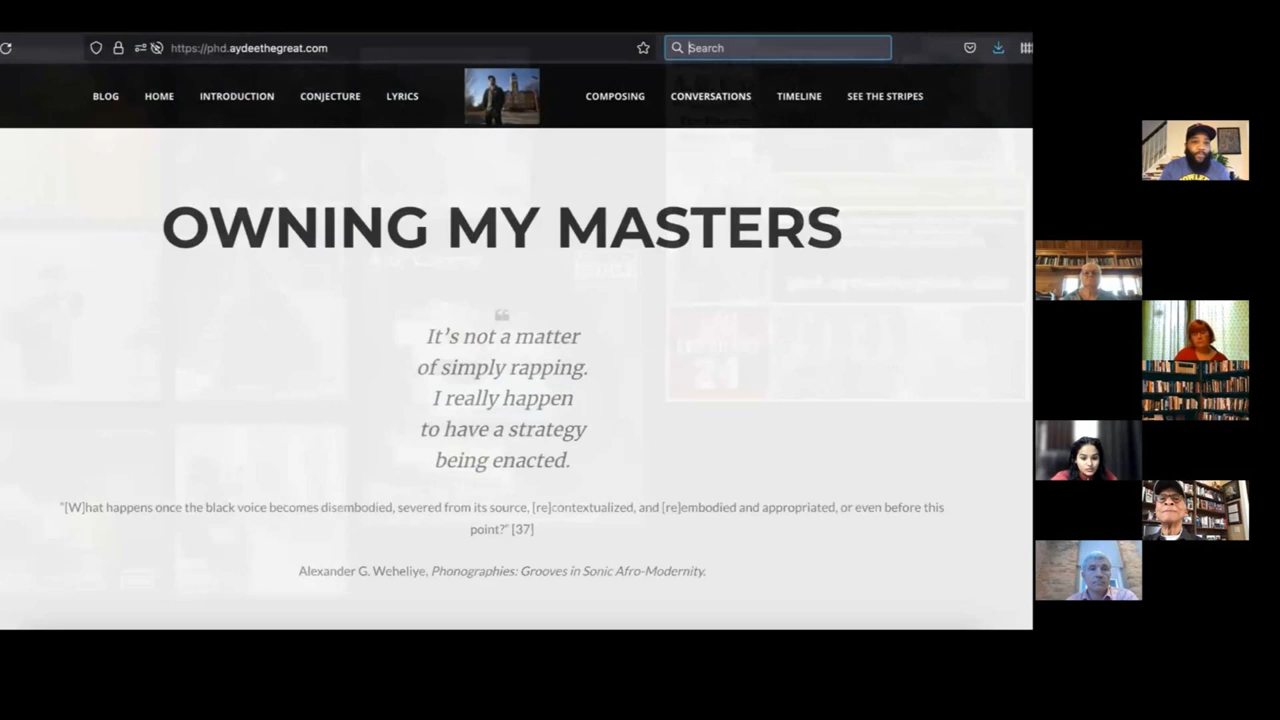 https://phd.aydeethegreat.com
Search
BLOG HOME INTRODUCTION CONJECTURE LYRICS COMPOSING CONVERSATIONS TIMELINE SEE THE STRIPES
OWNING MY MASTERS
It’s not a matter
of simply rapping.
I really happen
to have a strategy
being enacted.
"[W]hat happens once the black voice becomes disembodied, severed from its source, [re]contextualized, and [re]embodied and appropriated, or even before this
point?" [37]
Alexander G. Weheliye, Phonographies: Grooves in Sonic Afro-Modernity.